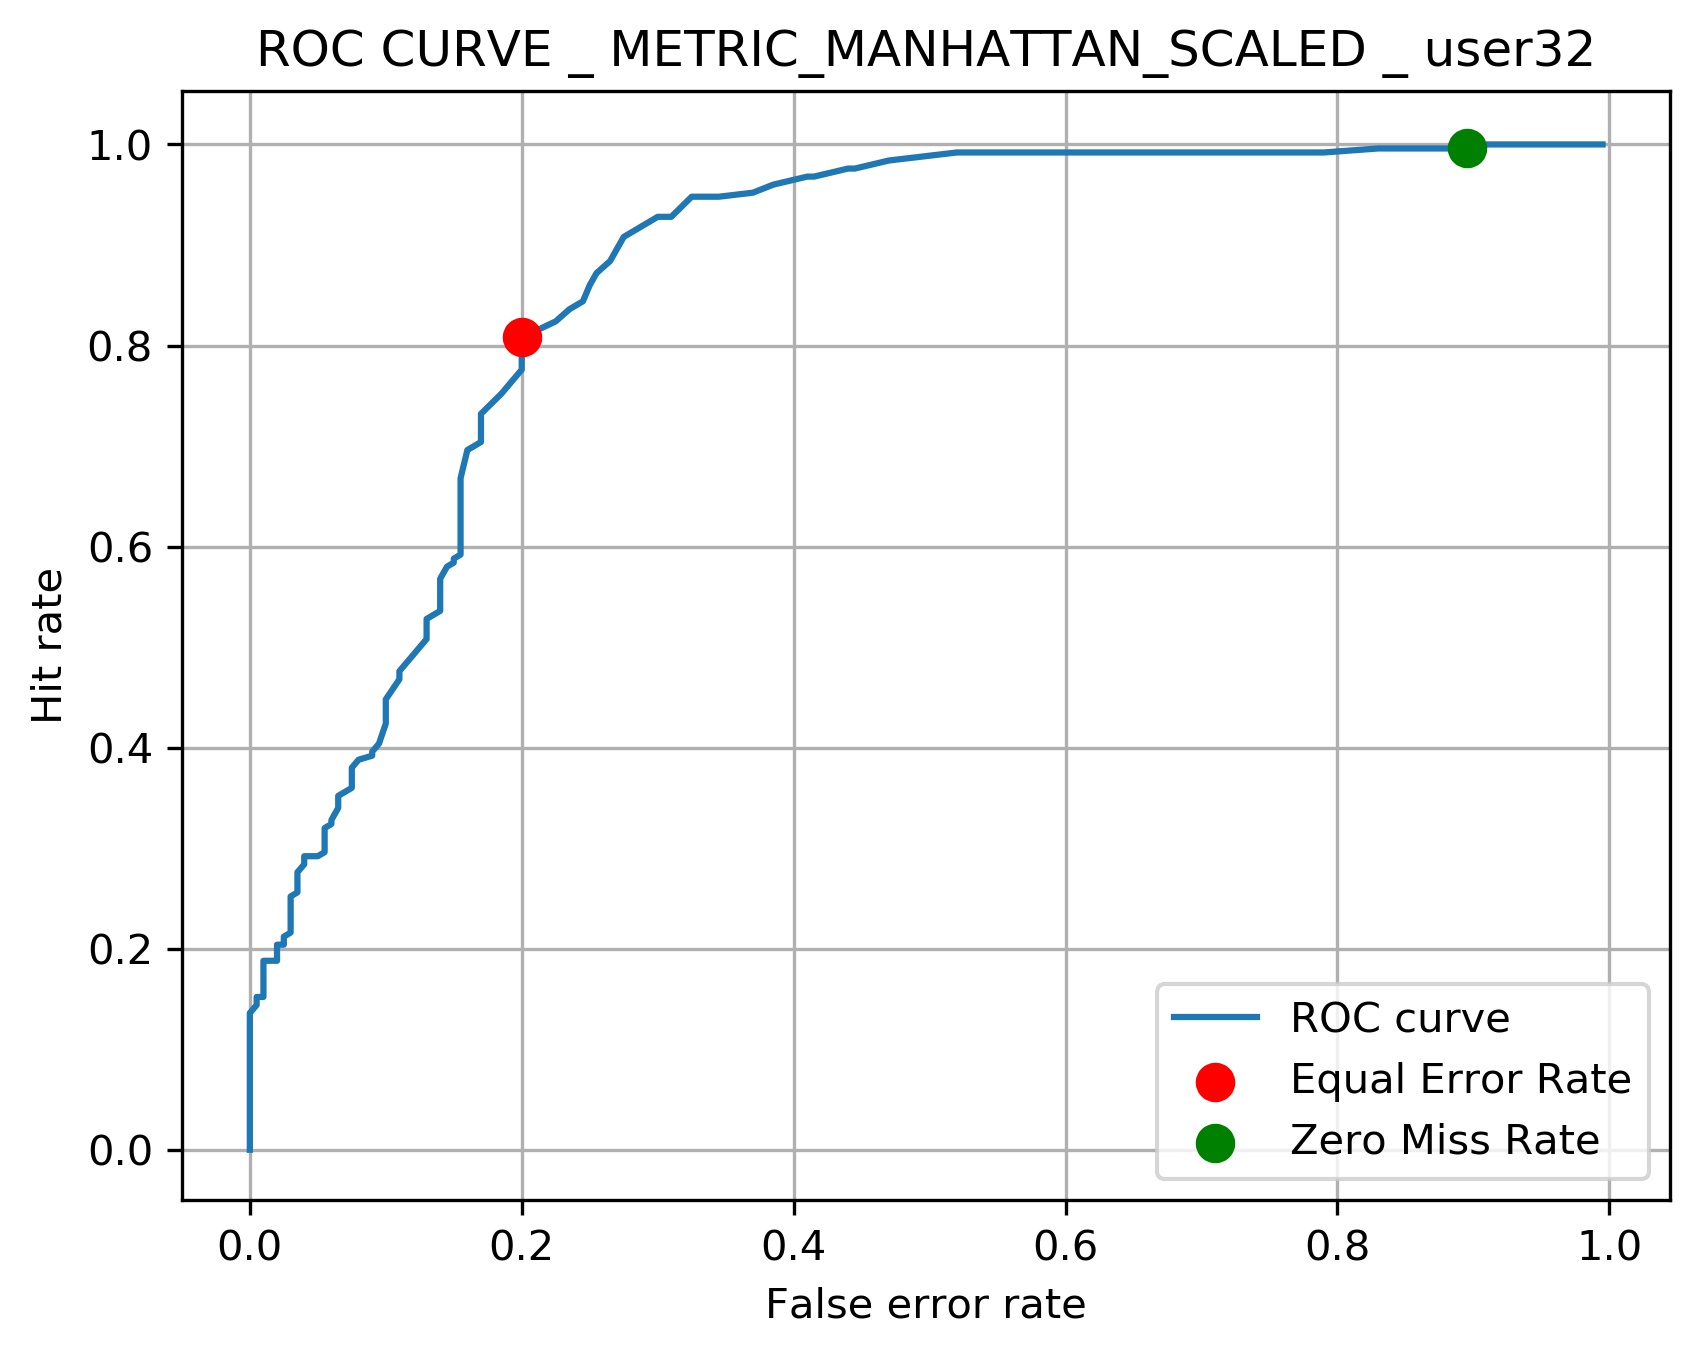 ROC CURVE _ METRIC_MANHATTAN_SCALED _ user32
1.0
0.8
0.6
0.4
0.2
0.0
Hit rate
ROC curve
Equal Error Rate
Zero Miss Rate
0.0 0.2 0.4 0.6 0.8 1.0
False error rate